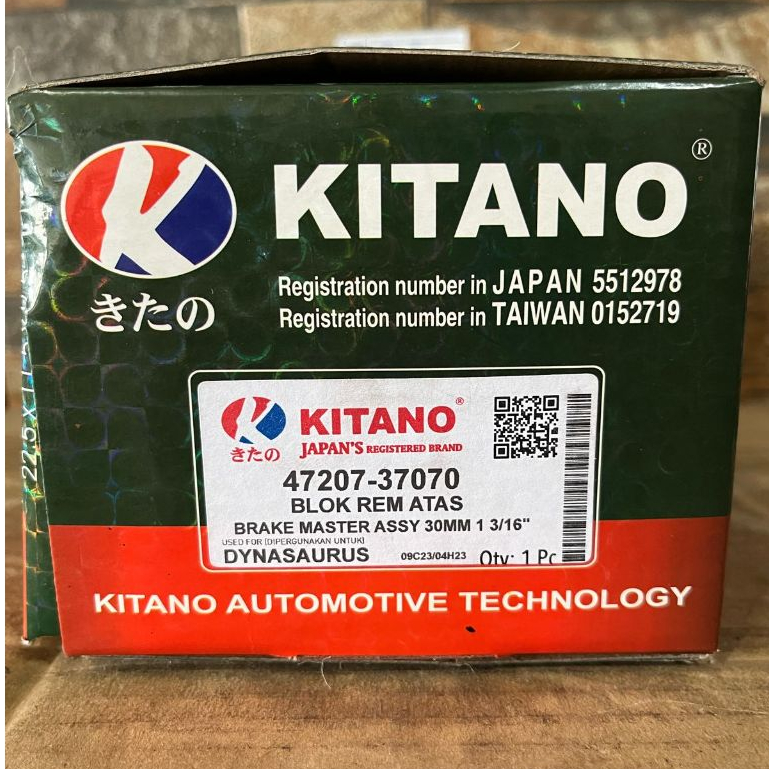 KITANO®
きたの
Registration number in JAPAN 5512978
Registration number in TAIWAN 0152719
KITANO®
きたの
JAPAN'S REGISTERED BRAND
47207-37070
BLOK REM ATAS
BRAKE MASTER ASSY 30MM 1 3/16"
USED FOR [DIPERGUNAKAN UNTUK]
DYNASAURUS 09C23/04H23 Qty: 1 Pc
KITANO AUTOMOTIVE TECHNOLOGY
22,5 x